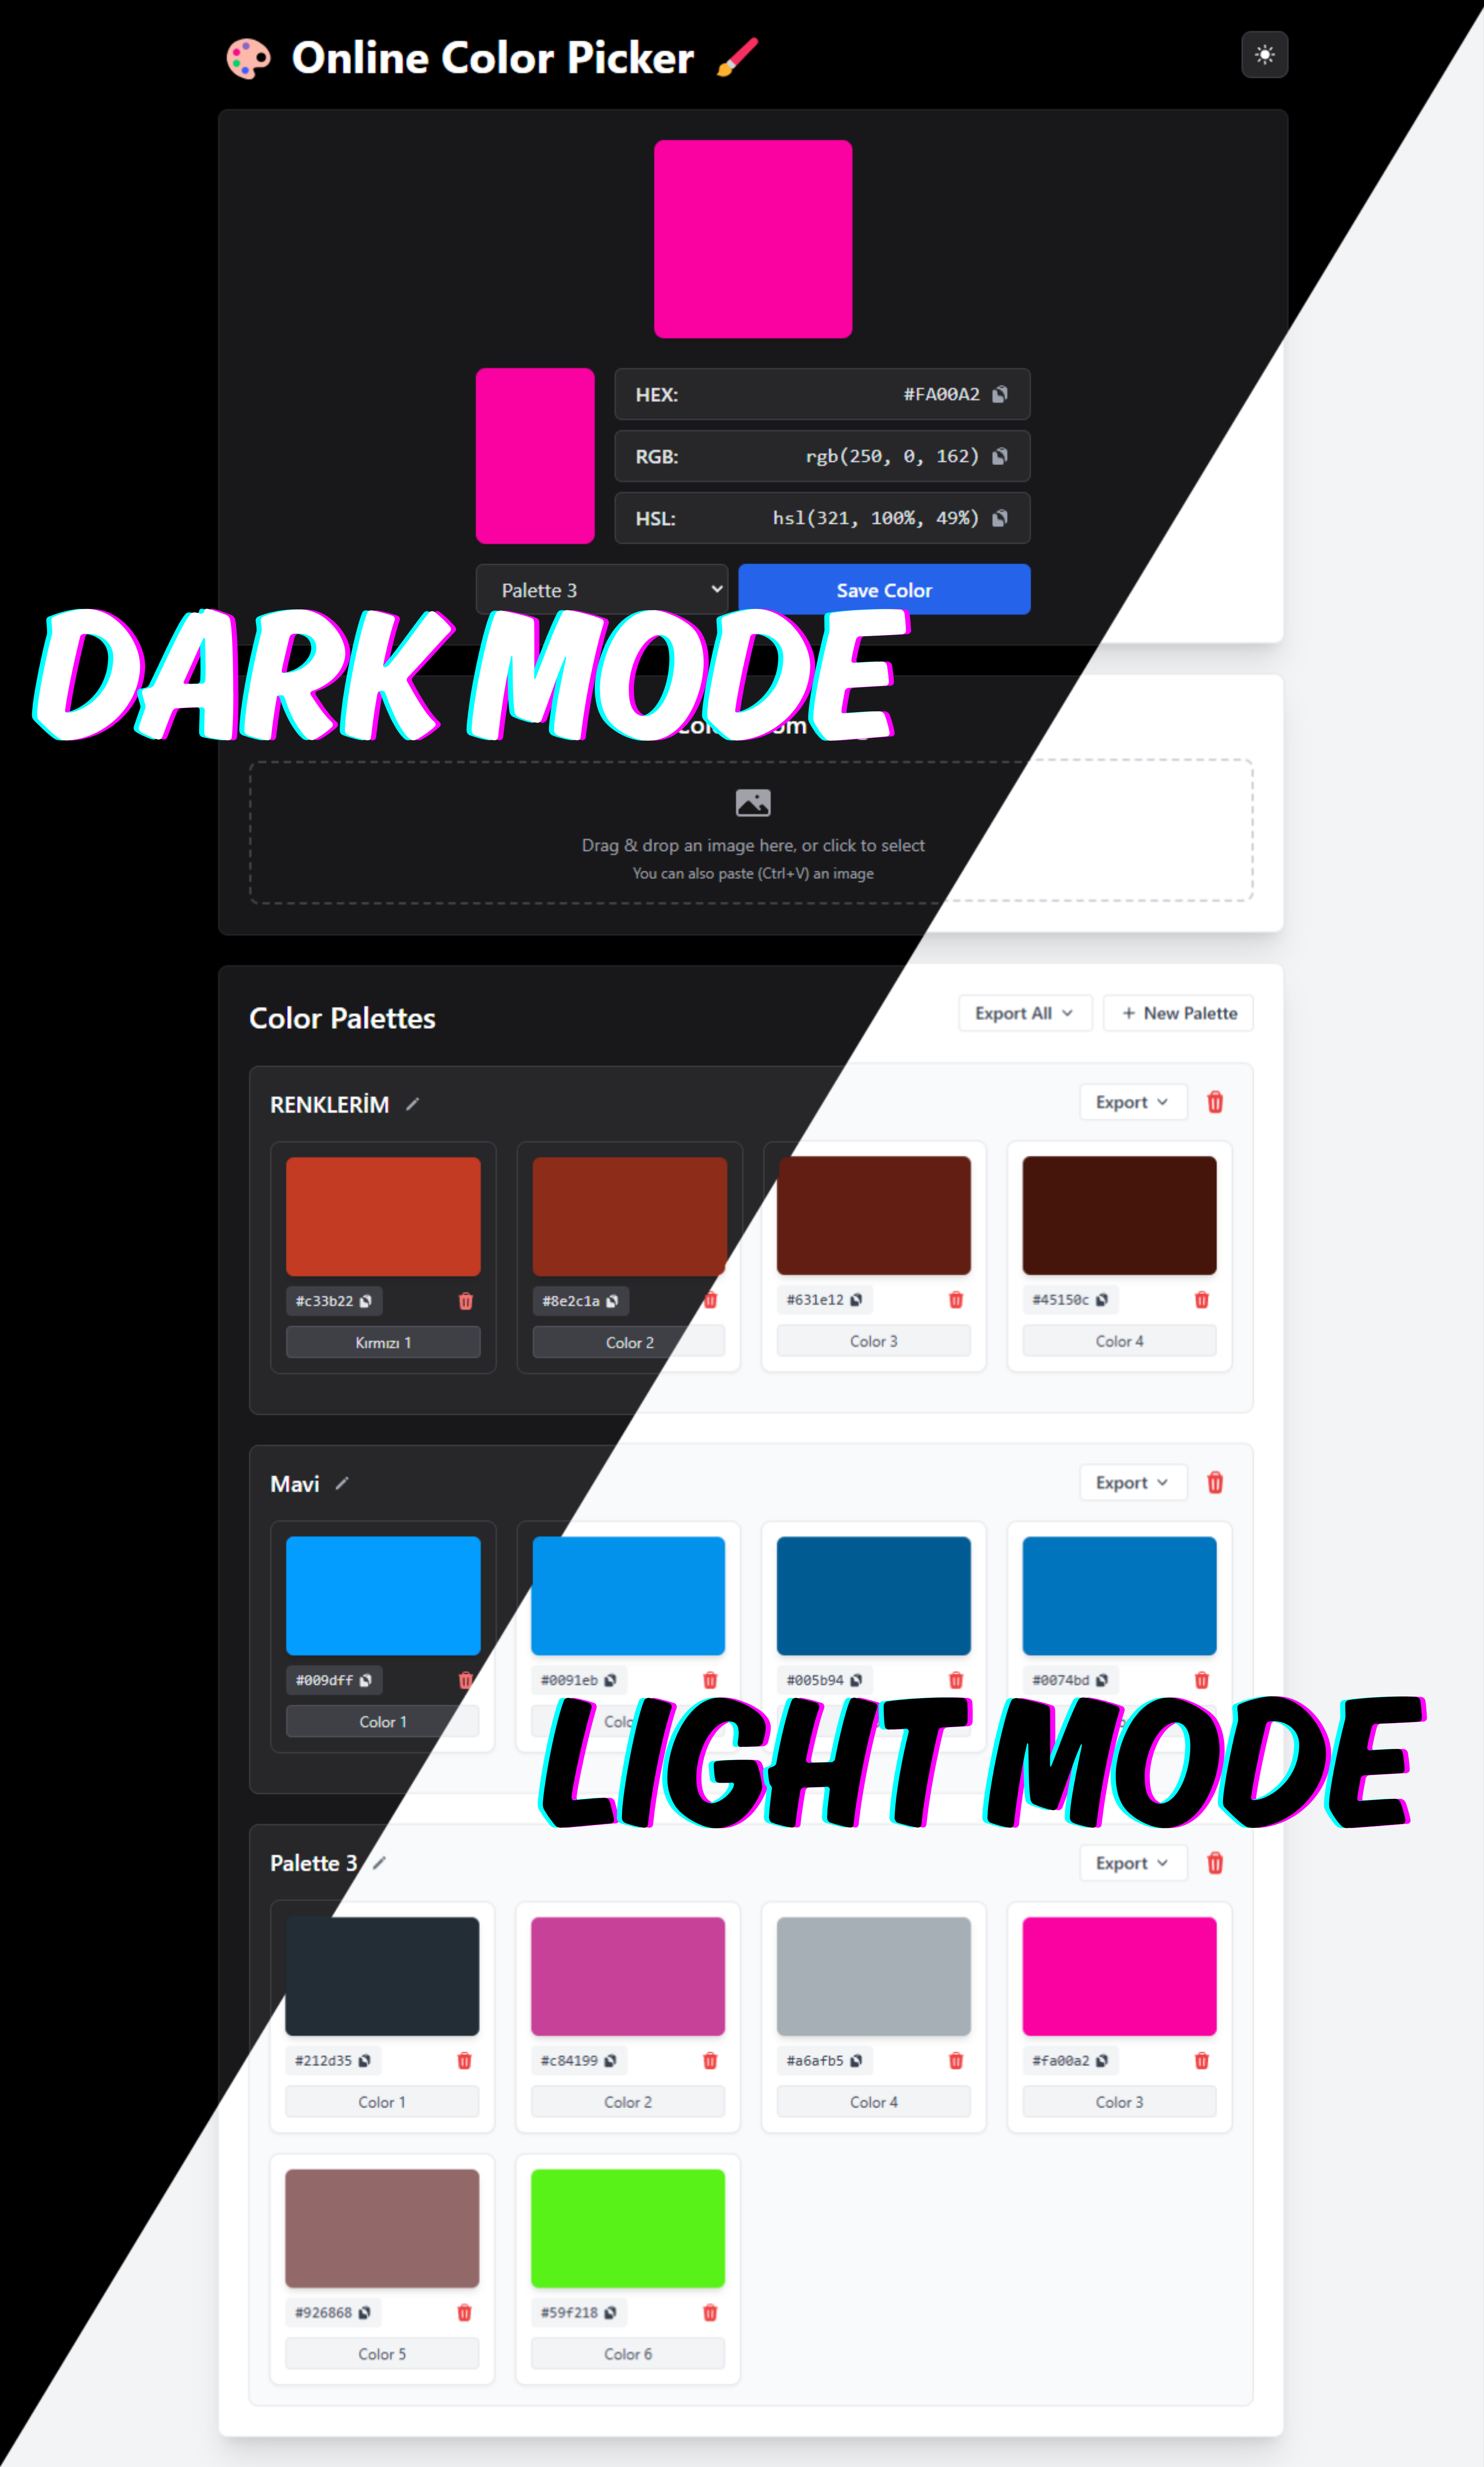 Online Color Picker
HEX: #FA00A2
RGB: rgb(250, 0, 162)
HSL: hsl(321, 100%, 49%)
Palette 3 Save Color
DARK MODE
Drag & drop an image here, or click to select
You can also paste (Ctrl+V) an image
Color Palettes Export All + New Palette
RENKLERİM Export
#c33b22 #8e2c1a #631e12 #45150c
Kırmızı 1 Color 2 Color 3 Color 4
Mavi Export
#009dff #0091eb #005b94 #0074bd
Color 1
LIGHT MODE
Palette 3 Export
#212d35 #c84199 #a6afb5 #fa00a2
Color 1 Color 2 Color 4 Color 3
#926868 #59f218
Color 5 Color 6